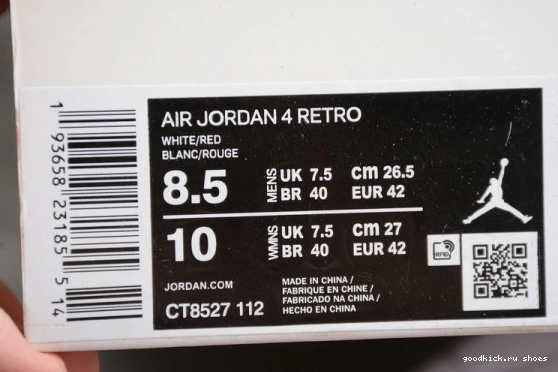 AIR JORDAN 4 RETRO
WHITE/RED
BLANC/ROUGE
8.5 MENS UK 7.5 cm 26.5
BR 40 EUR 42
10 WMNS UK 7.5 cm 27
BR 40 EUR 42
JORDAN.COM
CT8527 112
MADE IN CHINA /
FABRIQUE EN CHINE /
FABRICADO NA CHINA /
HECHO EN CHINA
RFID
1 93658 23185 5 14
goodkick.ru shoes